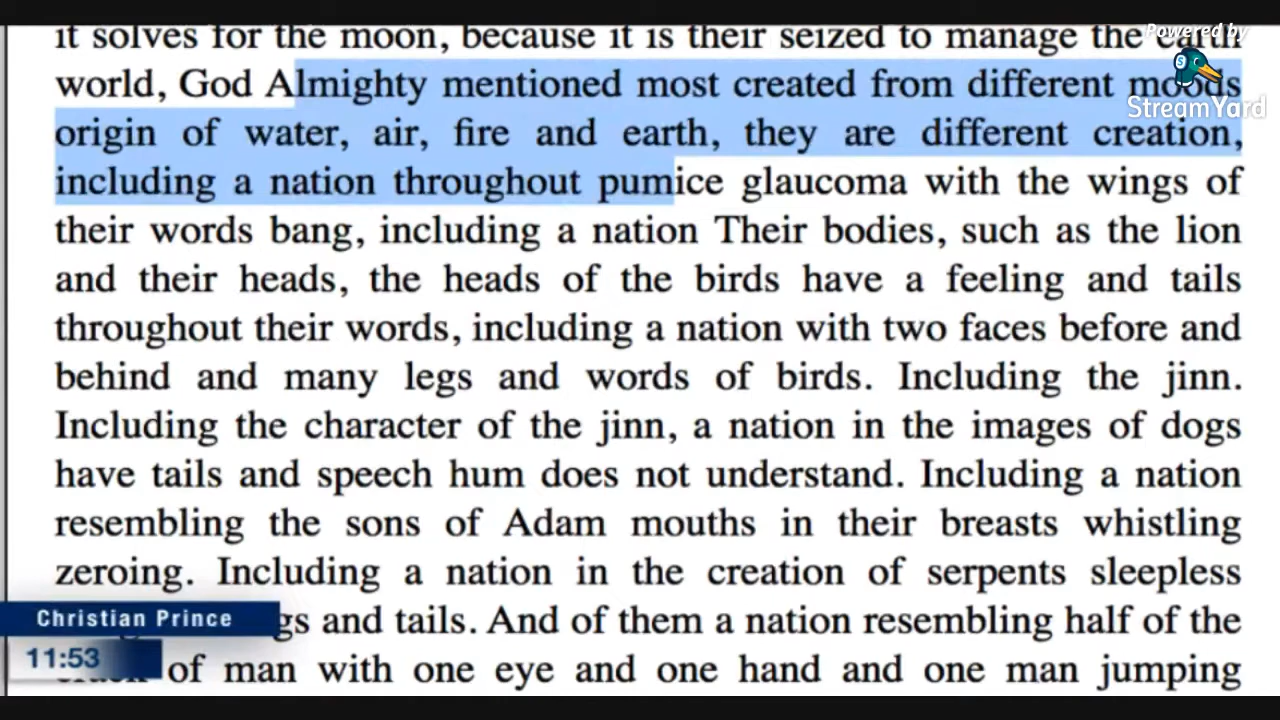 it solves for the moon, because it is their seized to manage the earth
Powered by
world, God Almighty mentioned most created from different moods
StreamYard
origin of water, air, fire and earth, they are different creation,
including a nation throughout pumice glaucoma with the wings of
their words bang, including a nation Their bodies, such as the lion
and their heads, the heads of the birds have a feeling and tails
throughout their words, including a nation with two faces before and
behind and many legs and words of birds. Including the jinn.
Including the character of the jinn, a nation in the images of dogs
have tails and speech hum does not understand. Including a nation
resembling the sons of Adam mouths in their breasts whistling
zeroing. Including a nation in the creation of serpents sleepless
Christian Prince
gs and tails. And of them a nation resembling half of the
11:53
of man with one eye and one hand and one man jumping